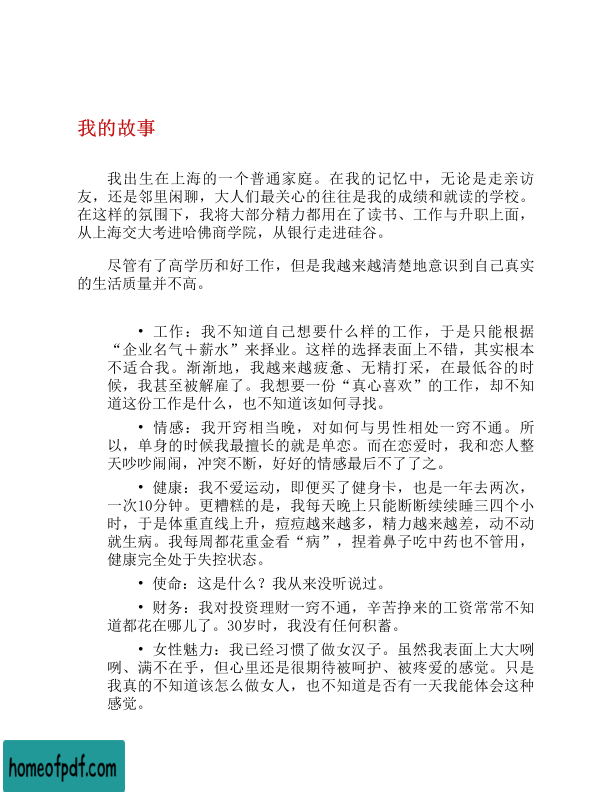 我的故事
我出生在上海的一个普通家庭。在我的记忆中，无论是走亲访
友，还是邻里闲聊，大人们最关心的往往是我的成绩和就读的学校。
在这样的氛围下，我将大部分精力都用在了读书、工作与升职上面，
从上海交大考进哈佛商学院，从银行走进硅谷。
尽管有了高学历和好工作，但是我越来越清楚地意识到自己真实
的生活质量并不高。
• 工作：我不知道自己想要什么样的工作，于是只能根据
“企业名气＋薪水”来择业。这样的选择表面上不错，其实根本
不适合我。渐渐地，我越来越疲惫、无精打采，在最低谷的时
候，我甚至被解雇了。我想要一份“真心喜欢”的工作，却不知
道这份工作是什么，也不知道该如何寻找。
• 情感：我开窍相当晚，对如何与男性相处一窍不通。所
以，单身的时候我最擅长的就是单恋。而在恋爱时，我和恋人整
天吵吵闹闹，冲突不断，好好的情感最后不了了之。
• 健康：我不爱运动，即便买了健身卡，也是一年去两次，
一次10分钟。更糟糕的是，我每天晚上只能断断续续睡三四个小
时，于是体重直线上升，痘痘越来越多，精力越来越差，动不动
就生病。我每周都花重金看“病”，捏着鼻子吃中药也不管用，
健康完全处于失控状态。
• 使命：这是什么？我从来没听说过。
• 财务：我对投资理财一窍不通，辛苦挣来的工资常常不知
道都花在哪儿了。30岁时，我没有任何积蓄。
• 女性魅力：我已经习惯了做女汉子。虽然我表面上大大咧
咧、满不在乎，但心里还是很期待被呵护、被疼爱的感觉。只是
我真的不知道该怎么做女人，也不知道是否有一天我能体会这种
感觉。
homeofpdf.com